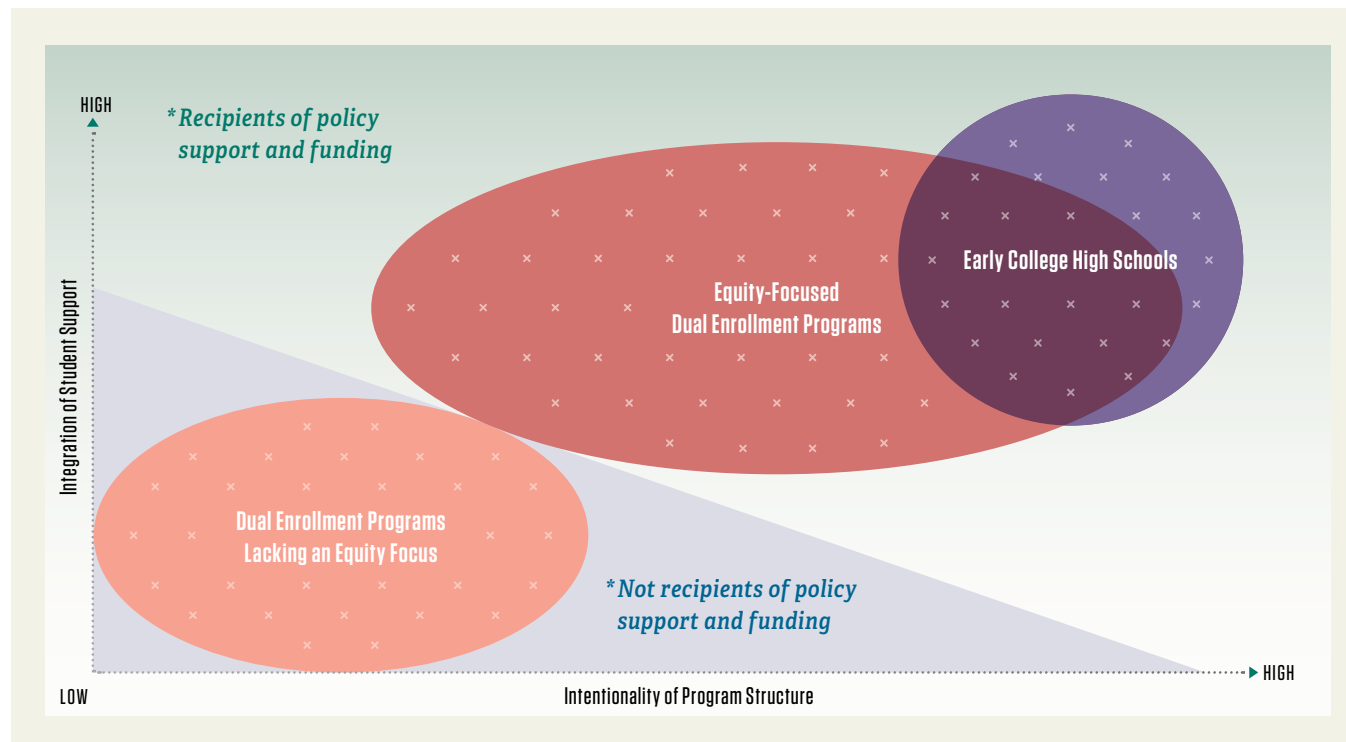 HIGH
*Recipients of policy
support and funding
Early College High Schools
Equity-Focused
Dual Enrollment Programs
Integration of Student Support
Dual Enrollment Programs
Lacking an Equity Focus
*Not recipients of policy
support and funding
HIGH
LOW
Intentionality of Program Structure